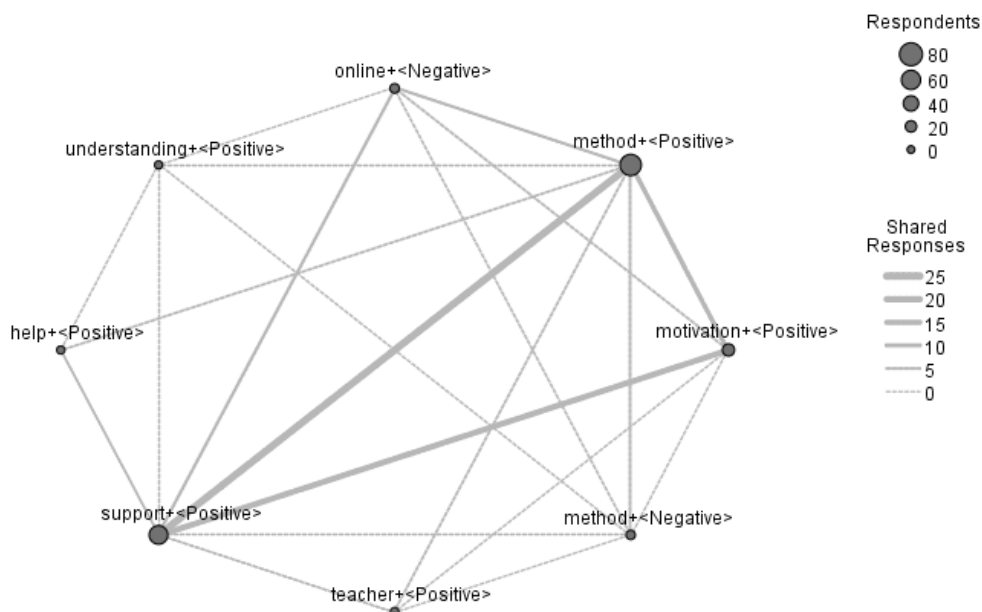 Respondents
80
60
40
20
0
online+<Negative>
method+<Positive>
understanding+<Positive>
Shared
Responses
25
20
15
10
5
0
help+<Positive>
motivation+<Positive>
support+<Positive>
method+<Negative>
teacher+<Positive>